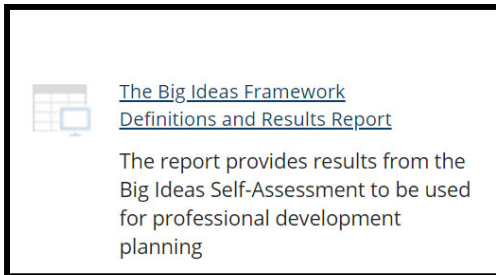 The Big Ideas Framework
Definitions and Results Report
The report provides results from the
Big Ideas Self-Assessment to be used
for professional development
planning